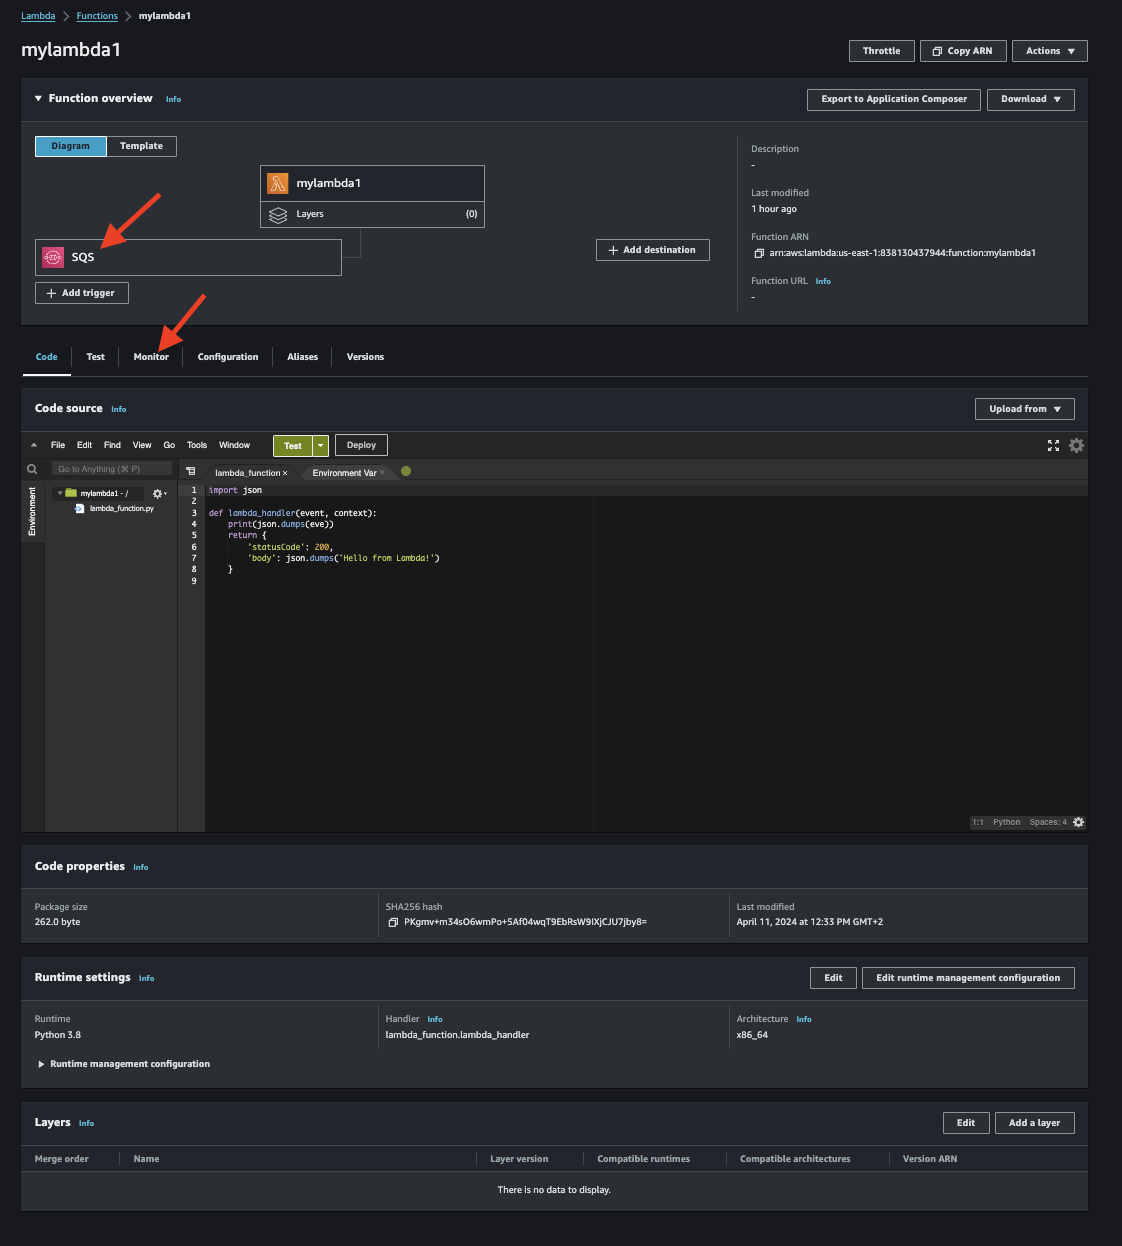 Lambda > Functions > mylambda1
mylambda1
Throttle Copy ARN Actions
Function overview Info
Export to Application Composer Download
Diagram Template
mylambda1
Layers (0)
SQS
+ Add trigger
+ Add destination
Description
-
Last modified
1 hour ago
Function ARN
arn:aws:lambda:us-east-1:838130437944:function:mylambda1
Function URL Info
-
Code Test Monitor Configuration Aliases Versions
Code source Info
Upload from
File Edit Find View Go Tools Window Test Deploy
Go to Anything (⌘ P)
lambda_function × Environment Var ×
Environment
mylambda1 - /
lambda_function.py
1 import json
2
3 def lambda_handler(event, context):
4     print(json.dumps(eve))
5     return {
6         'statusCode': 200,
7         'body': json.dumps('Hello from Lambda!')
8     }
9
1:1 Python Spaces: 4
Code properties Info
Package size
262.0 byte
SHA256 hash
PKgmv+m34sO6wmPo+5Af04wqT9EbRsW9IXjCJU7jby8=
Last modified
April 11, 2024 at 12:33 PM GMT+2
Runtime settings Info
Edit Edit runtime management configuration
Runtime
Python 3.8
Handler Info
lambda_function.lambda_handler
Architecture Info
x86_64
Runtime management configuration
Layers Info
Edit Add a layer
Merge order Name Layer version Compatible runtimes Compatible architectures Version ARN
There is no data to display.